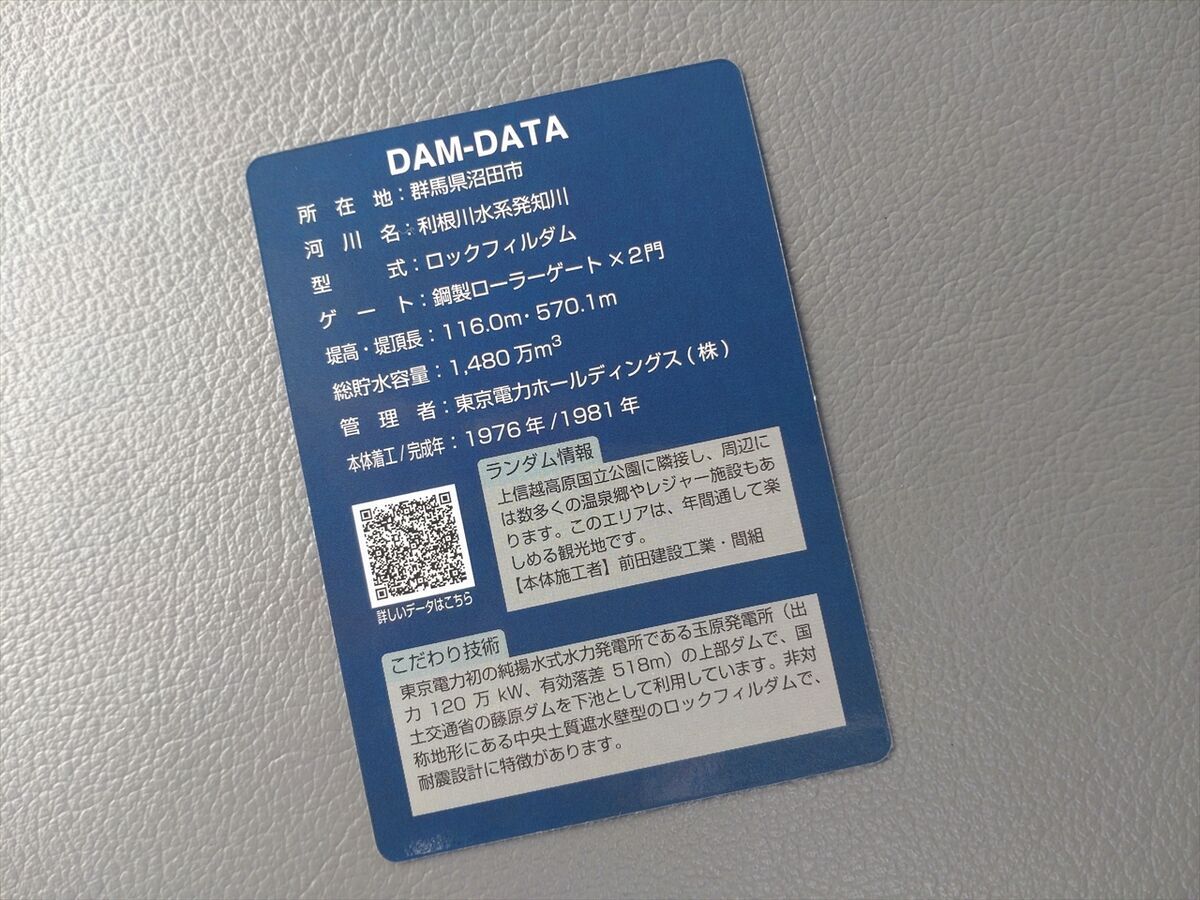 DAM-DATA
所在地：群馬県沼田市
河川名：利根川水系発知川
型式：ロックフィルダム
ゲート：鋼製ローラーゲート×2門
堤高・堤頂長：116.0m・570.1m
総貯水容量：1,480万m³
管理者：東京電力ホールディングス(株)
本体着工/完成年：1976年/1981年
ランダム情報
上信越高原国立公園に隣接し、周辺に
は数多くの温泉郷やレジャー施設もあ
ります。このエリアは、年間通して楽
しめる観光地です。
【本体施工者】前田建設工業・間組
詳しいデータはこちら
こだわり技術
東京電力初の純揚水式水力発電所である玉原発電所（出
力120万kW、有効落差518m）の上部ダムで、国
土交通省の藤原ダムを下池として利用しています。非対
称地形にある中央土質遮水壁型のロックフィルダムで、
耐震設計に特徴があります。